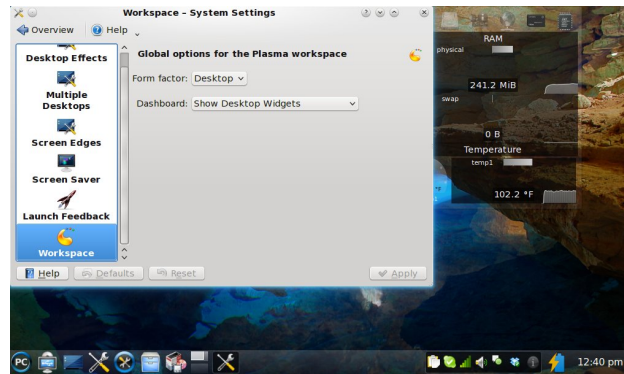 Workspace – System Settings
Overview
Help
Desktop Effects
Multiple
Desktops
Screen Edges
Screen Saver
Launch Feedback
Workspace
Global options for the Plasma workspace
Form factor: Desktop
Dashboard: Show Desktop Widgets
Help
Defaults
Reset
Apply
RAM
physical
241.2 MiB
swap
0 B
Temperature
temp1
102.2 °F
PC
12:40 pm